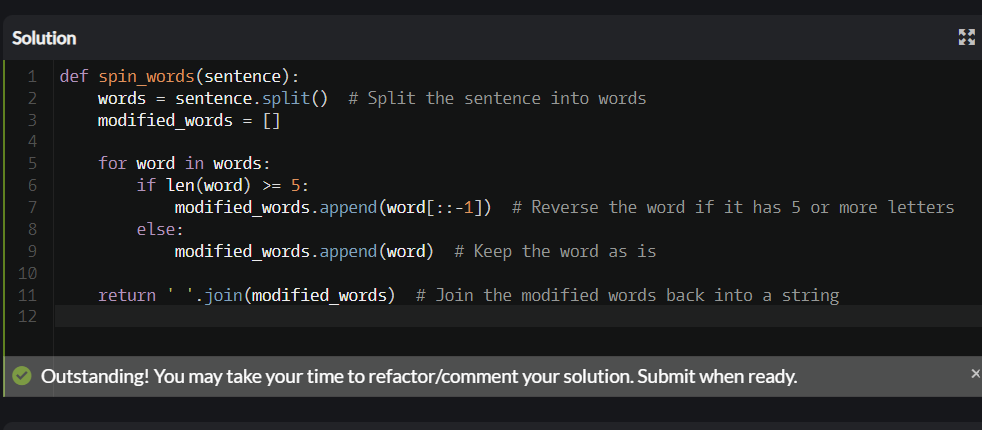 Solution
1 def spin_words(sentence):
2     words = sentence.split()  # Split the sentence into words
3     modified_words = []
4
5     for word in words:
6         if len(word) >= 5:
7             modified_words.append(word[::-1])  # Reverse the word if it has 5 or more letters
8         else:
9             modified_words.append(word)  # Keep the word as is
10
11     return ' '.join(modified_words)  # Join the modified words back into a string
12
Outstanding! You may take your time to refactor/comment your solution. Submit when ready.